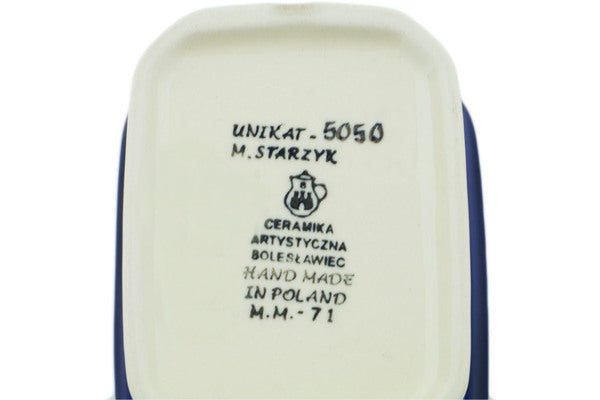 UNIKAT - 5050
M. STARZYK
B
CERAMIKA
ARTYSTYCZNA
BOLESŁAWIEC
HAND MADE
IN POLAND
M.M. - 71